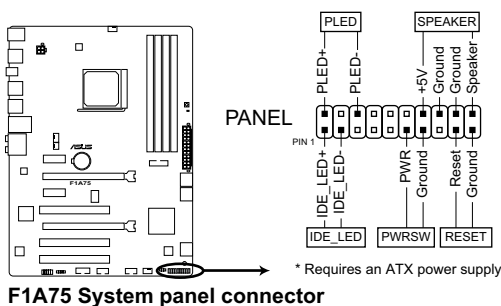 PLED
SPEAKER
PLED+
PLED-
+5V
Ground
Ground
Speaker
PANEL
PIN 1
IDE_LED+
IDE_LED-
PWR
Ground
Reset
Ground
IDE_LED
PWRSW
RESET
* Requires an ATX power supply
ASUS
F1A75
F1A75 System panel connector